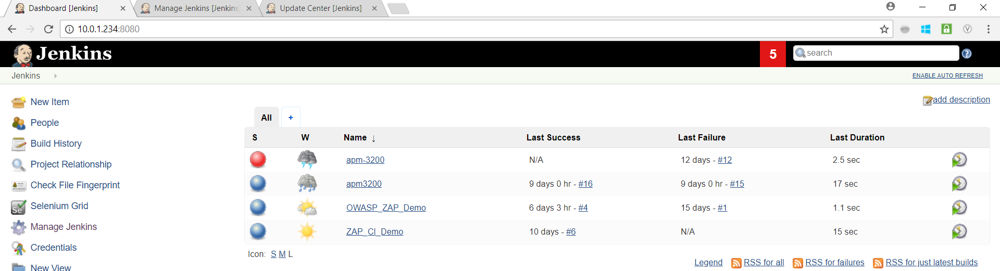 Dashboard [Jenkins]
Manage Jenkins [Jenkins
Update Center [Jenkins]
10.0.1.234:8080
Jenkins
5
search
Jenkins
ENABLE AUTO REFRESH
New Item
People
Build History
Project Relationship
Check File Fingerprint
Selenium Grid
Manage Jenkins
Credentials
New View
add description
All +
S W Name ↓ Last Success Last Failure Last Duration
apm-3200 N/A 12 days - #12 2.5 sec
apm3200 9 days 0 hr - #16 9 days 0 hr - #15 17 sec
OWASP_ZAP_Demo 6 days 3 hr - #4 15 days - #1 1.1 sec
ZAP_CI_Demo 10 days - #6 N/A 15 sec
Icon: S M L
Legend RSS for all RSS for failures RSS for just latest builds